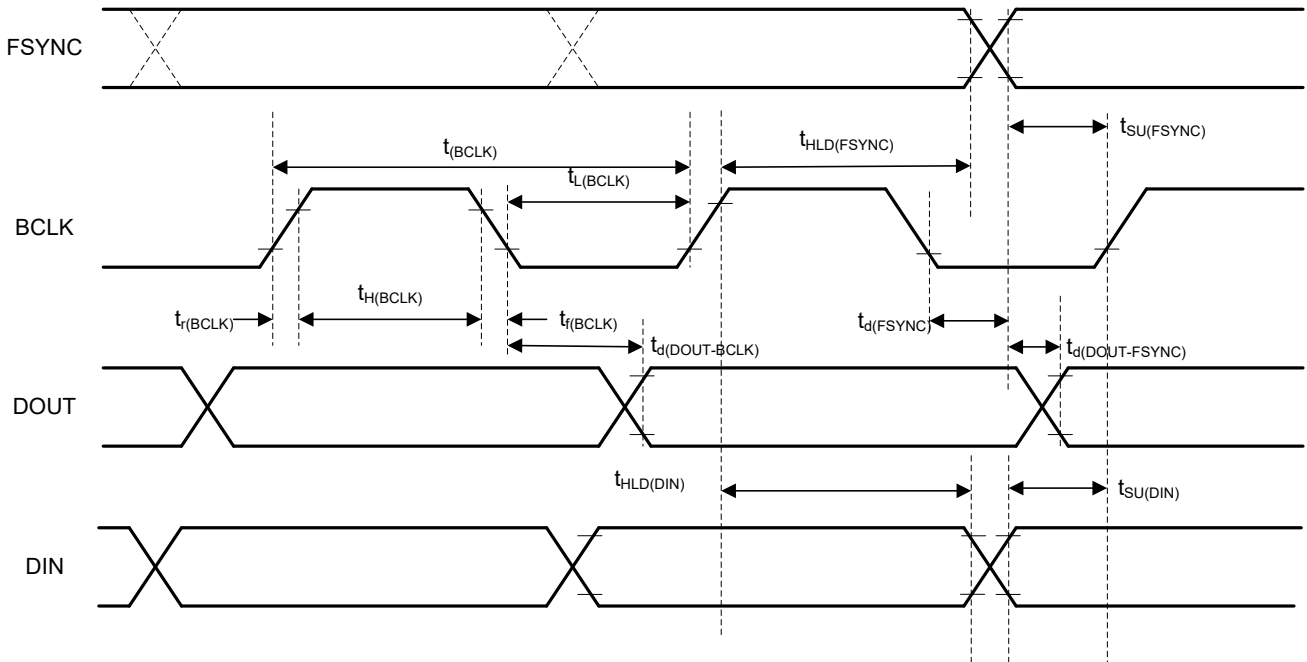 FSYNC
tSU(FSYNC)
tHLD(FSYNC)
t(BCLK)
tL(BCLK)
BCLK
tH(BCLK)
tr(BCLK)
tf(BCLK)
td(FSYNC)
td(DOUT-BCLK)
td(DOUT-FSYNC)
DOUT
tHLD(DIN)
tSU(DIN)
DIN